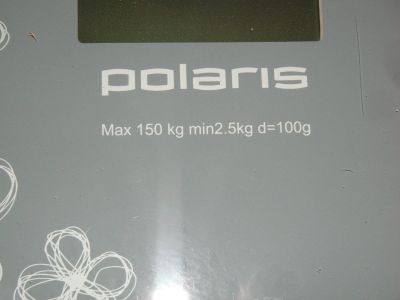 polaris
Max 150 kg min2.5kg d=100g